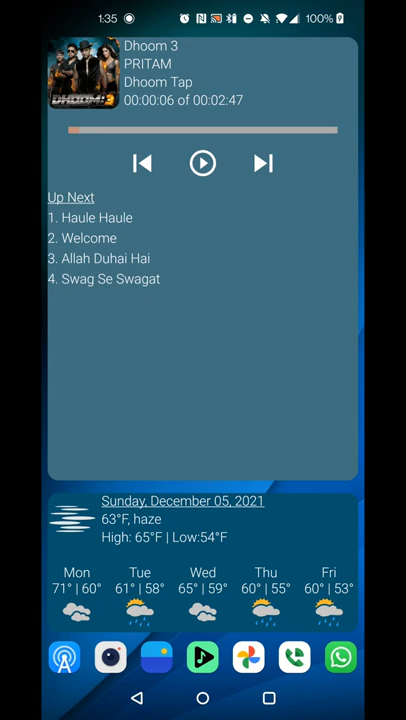 1:35
100%
DHOOM:3
Dhoom 3
PRITAM
Dhoom Tap
00:00:06 of 00:02:47
Up Next
1. Haule Haule
2. Welcome
3. Allah Duhai Hai
4. Swag Se Swagat
Sunday, December 05, 2021
63°F, haze
High: 65°F | Low:54°F
Mon Tue Wed Thu Fri
71° | 60° 61° | 58° 65° | 59° 60° | 55° 60° | 53°